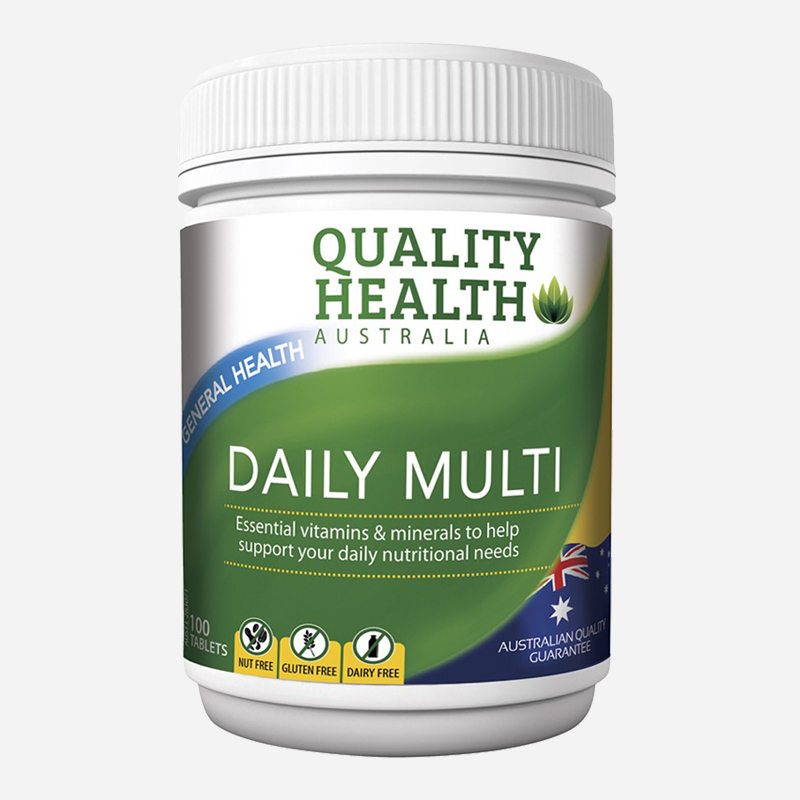 QUALITY
HEALTH
AUSTRALIA
GENERAL HEALTH
DAILY MULTI
Essential vitamins & minerals to help
support your daily nutritional needs
100
TABLETS
NUT FREE
GLUTEN FREE
DAIRY FREE
AUSTRALIAN QUALITY
GUARANTEE